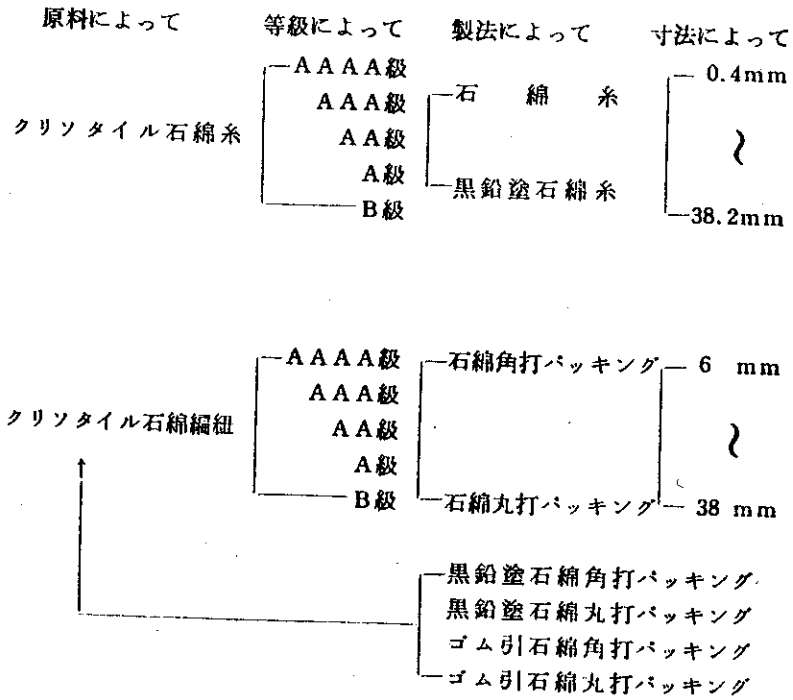 原料によって 等級によって 製法によって 寸法によって
AAAA級 0.4mm
AAA級 石綿糸
クリソタイル石綿糸 AA級 〜
A級 黒鉛塗石綿糸
B級 38.2mm
AAAA級 石綿角打パッキング 6 mm
AAA級
クリソタイル石綿編紐 AA級 〜
A級
B級 石綿丸打パッキング 38 mm
黒鉛塗石綿角打パッキング
黒鉛塗石綿丸打パッキング
ゴム引石綿角打パッキング
ゴム引石綿丸打パッキング